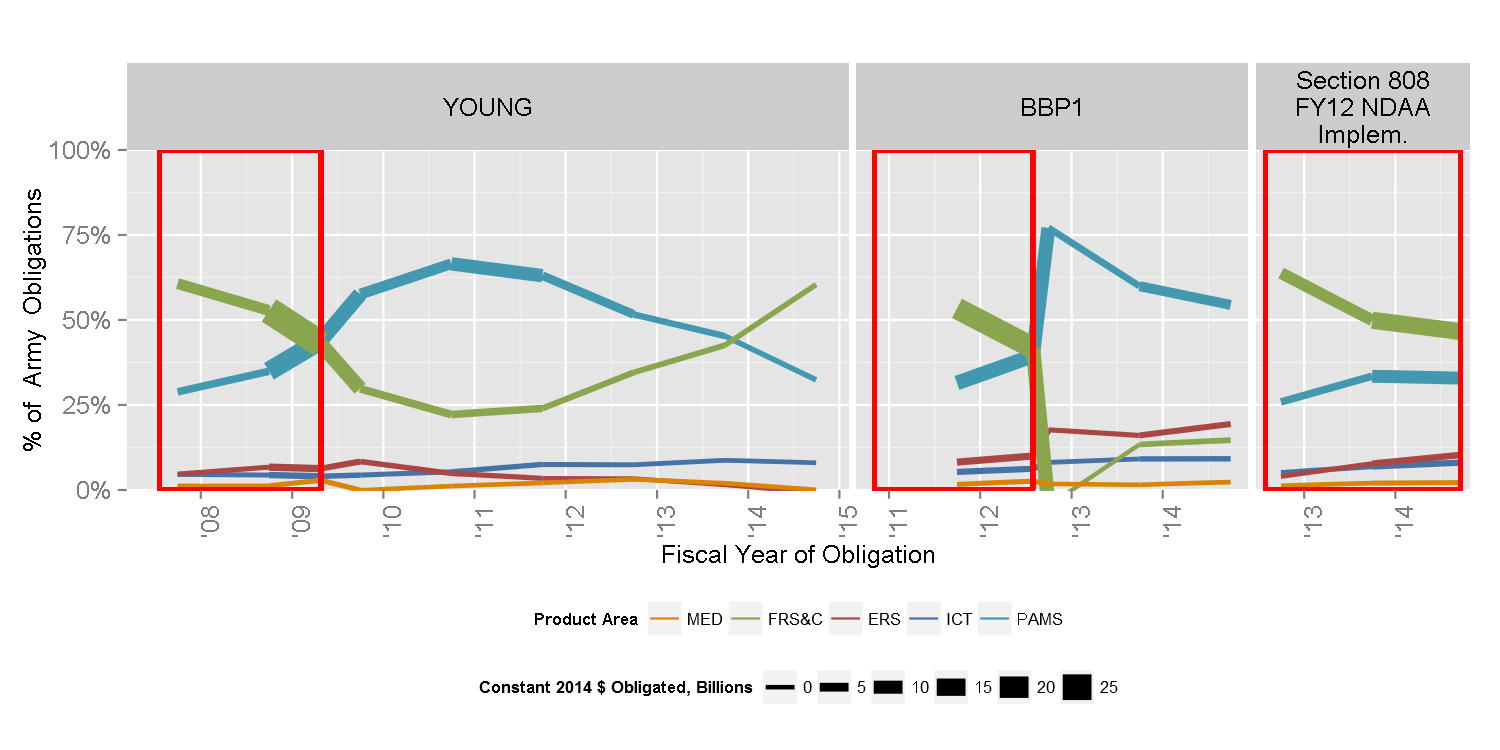 YOUNG
BBP1
Section 808
FY12 NDAA
Implem.
% of Army Obligations
100%
75%
50%
25%
0%
'08 '09 '10 '11 '12 '13 '14 '15
'11 '12 '13 '14
'13 '14
Fiscal Year of Obligation
Product Area MED FRS&C ERS ICT PAMS
Constant 2014 $ Obligated, Billions 0 5 10 15 20 25